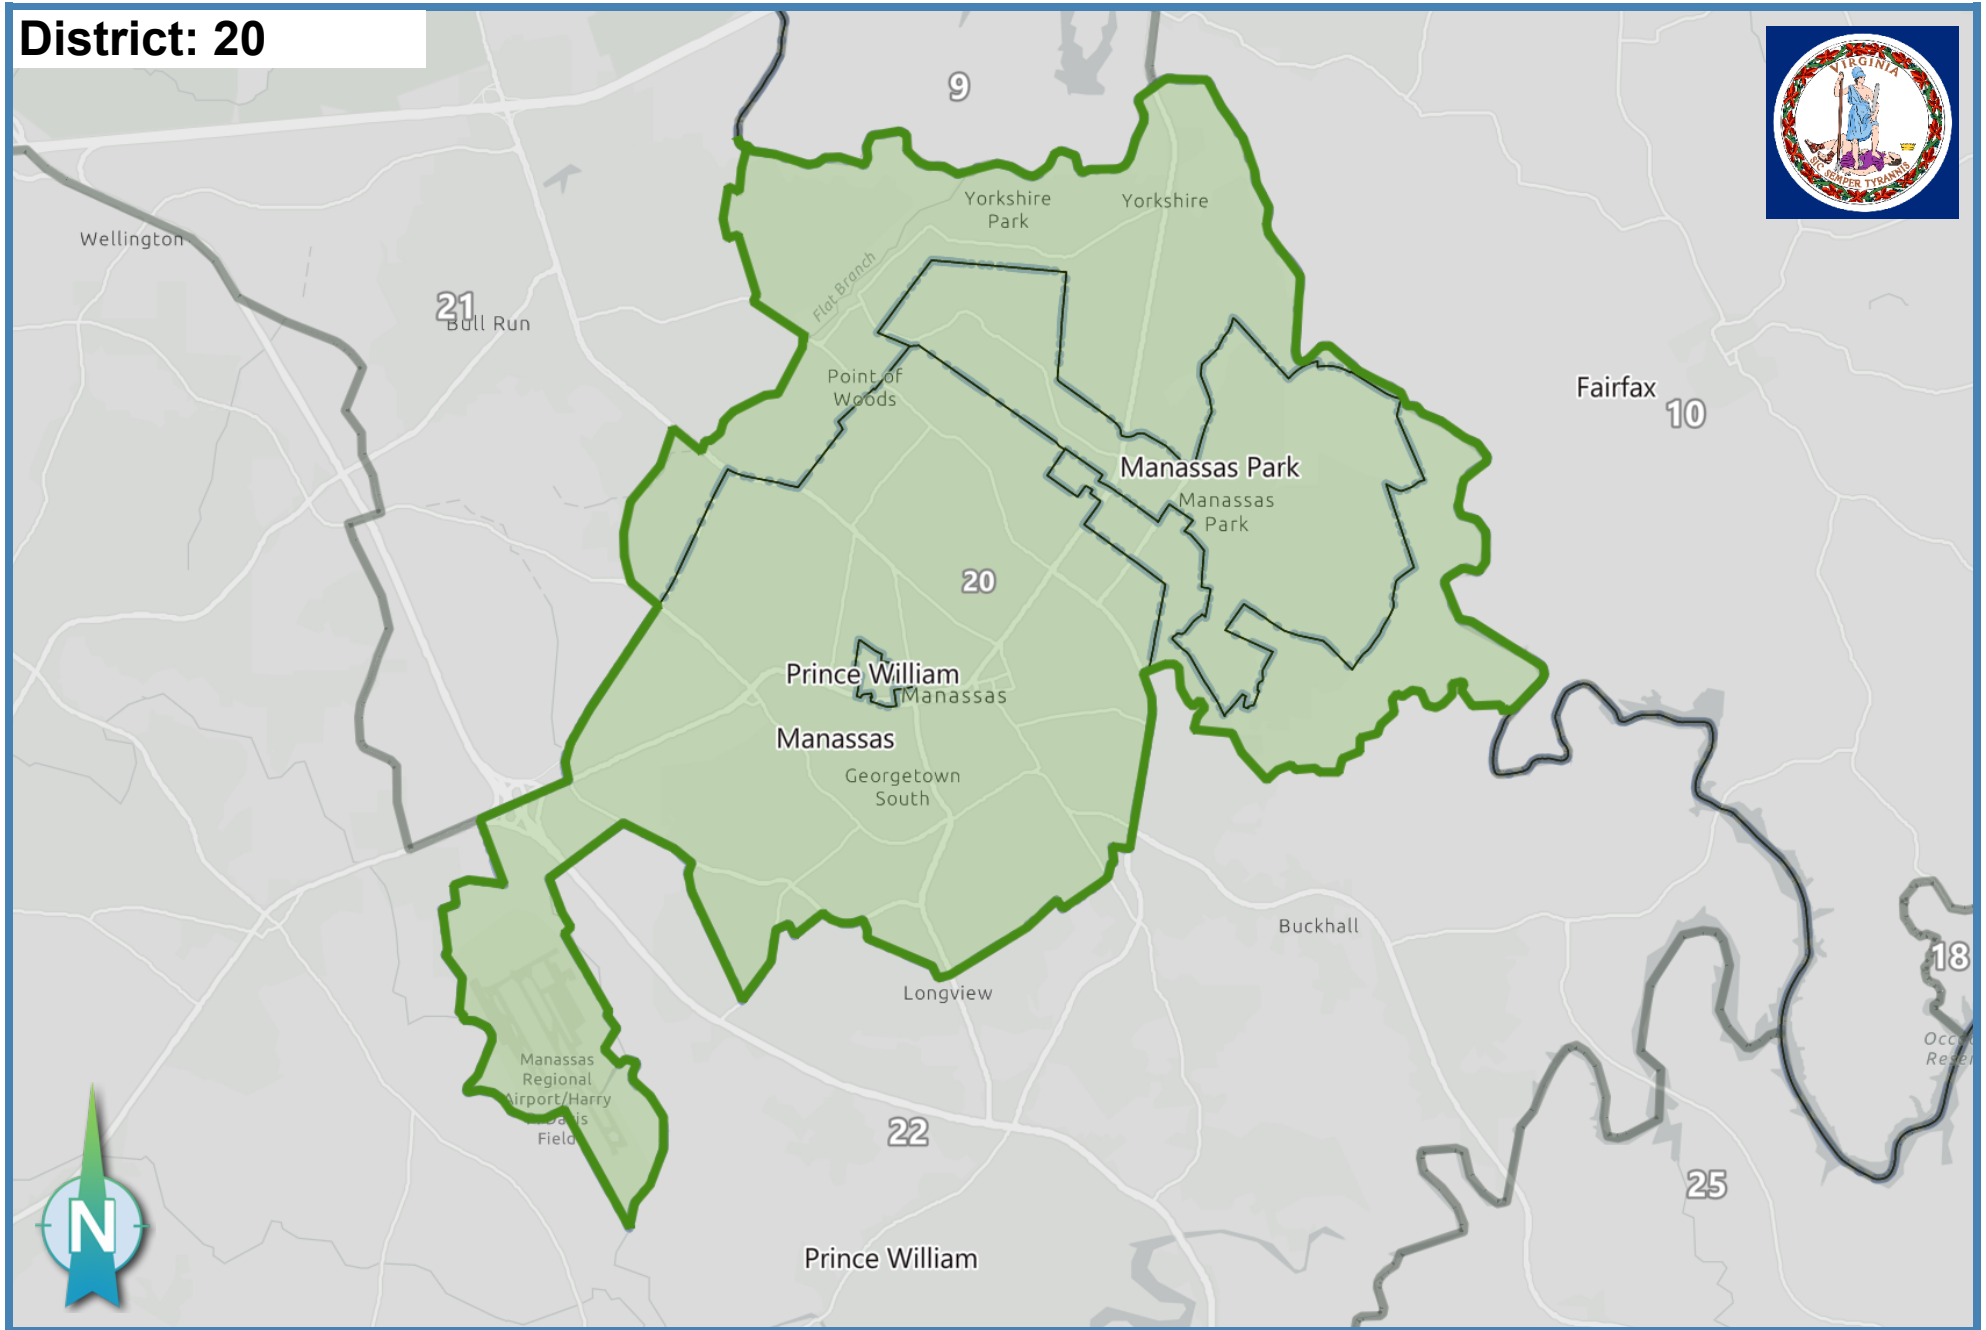 District: 20
VIRGINIA
SIC SEMPER TYRANNIS
9
Yorkshire
Park
Yorkshire
Wellington
Flat Branch
21
Bull Run
Point of
Woods
Fairfax
10
Manassas Park
Manassas
Park
20
Prince William
Manassas
Manassas
Georgetown
South
Buckhall
18
Longview
Manassas
Regional
Airport/Harry
Field
22
25
N
Prince William